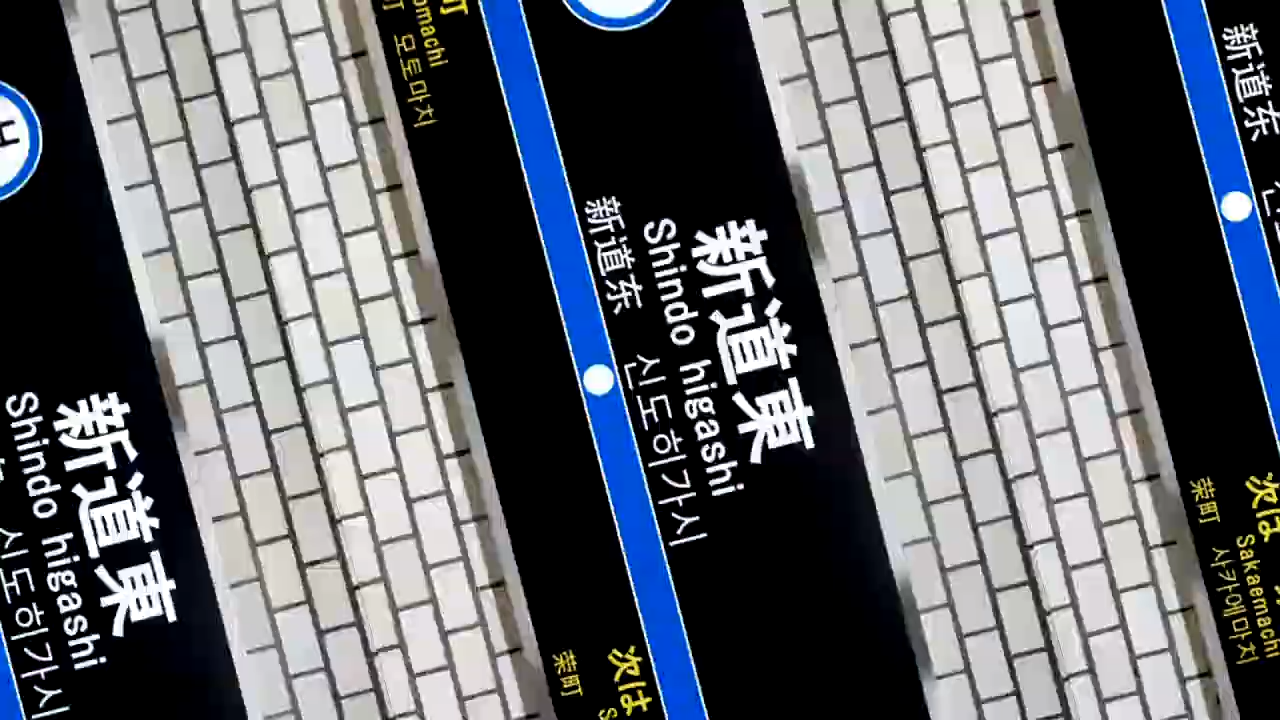 H
新道東
Shindo higashi
신도히가시
町
omachi
모토마치
新道東
Shindo higashi
新道东 신도히가시
次は
荣町
新道东
次は
Sakaemachi
荣町 사카에마치